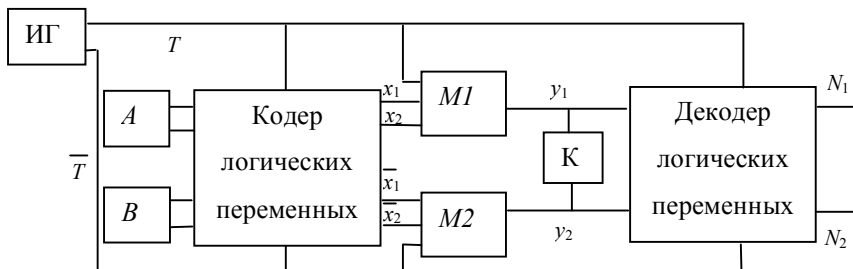 ИГ
T
N₁
A
x₁
M1
y₁
Кодер
логических
переменных
x₂
Декодер
логических
переменных
К
T̅
B
x̅₁
x̅₂
M2
y₂
N₂